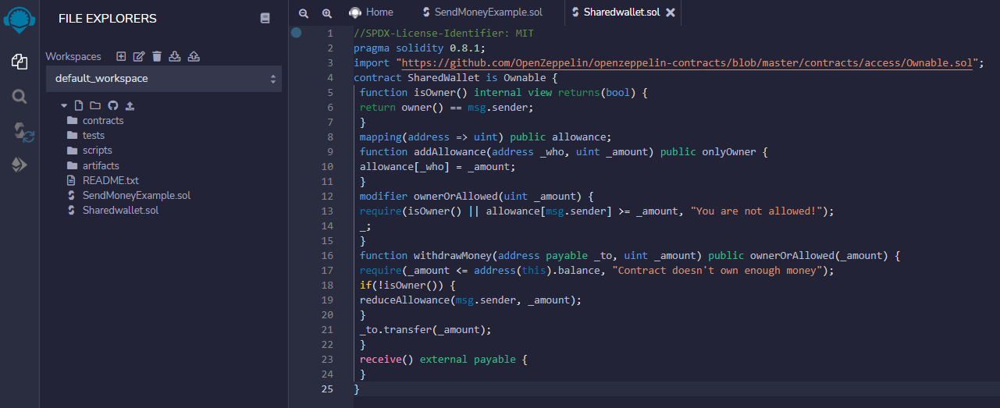 FILE EXPLORERS
Workspaces
default_workspace
contracts
tests
scripts
artifacts
README.txt
SendMoneyExample.sol
Sharedwallet.sol
Home
SendMoneyExample.sol
Sharedwallet.sol
1 //SPDX-License-Identifier: MIT
2 pragma solidity 0.8.1;
3 import "https://github.com/OpenZeppelin/openzeppelin-contracts/blob/master/contracts/access/Ownable.sol";
4 contract SharedWallet is Ownable {
5 function isOwner() internal view returns(bool) {
6 return owner() == msg.sender;
7 }
8 mapping(address => uint) public allowance;
9 function addAllowance(address _who, uint _amount) public onlyOwner {
10 allowance[_who] = _amount;
11 }
12 modifier ownerOrAllowed(uint _amount) {
13 require(isOwner() || allowance[msg.sender] >= _amount, "You are not allowed!");
14 _;
15 }
16 function withdrawMoney(address payable _to, uint _amount) public ownerOrAllowed(_amount) {
17 require(_amount <= address(this).balance, "Contract doesn't own enough money");
18 if(!isOwner()) {
19 reduceAllowance(msg.sender, _amount);
20 }
21 _to.transfer(_amount);
22 }
23 receive() external payable {
24 }
25 }